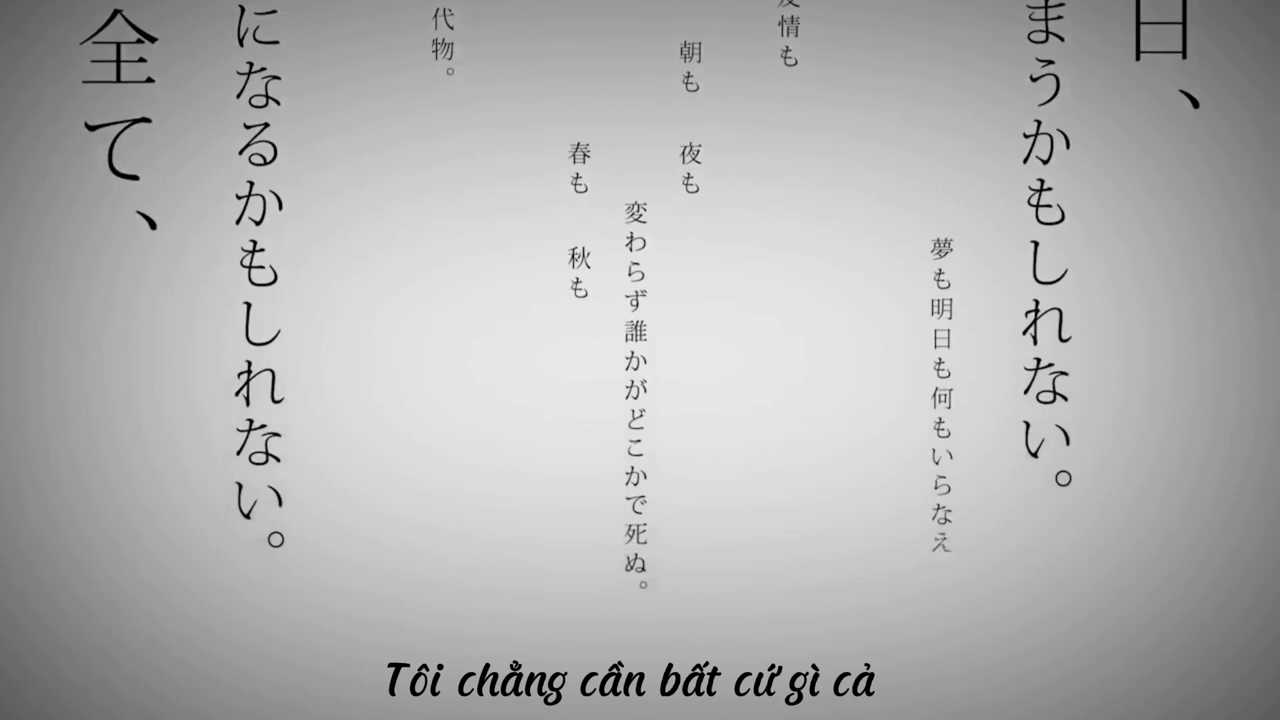 日、
まうかもしれない。
夢も明日も何もいらなえ
情も
朝も　夜も
変わらず誰かがどこかで死ぬ。
春も　秋も
代物。
になるかもしれない。
全て、
Tôi chẳng cần bất cứ gì cả